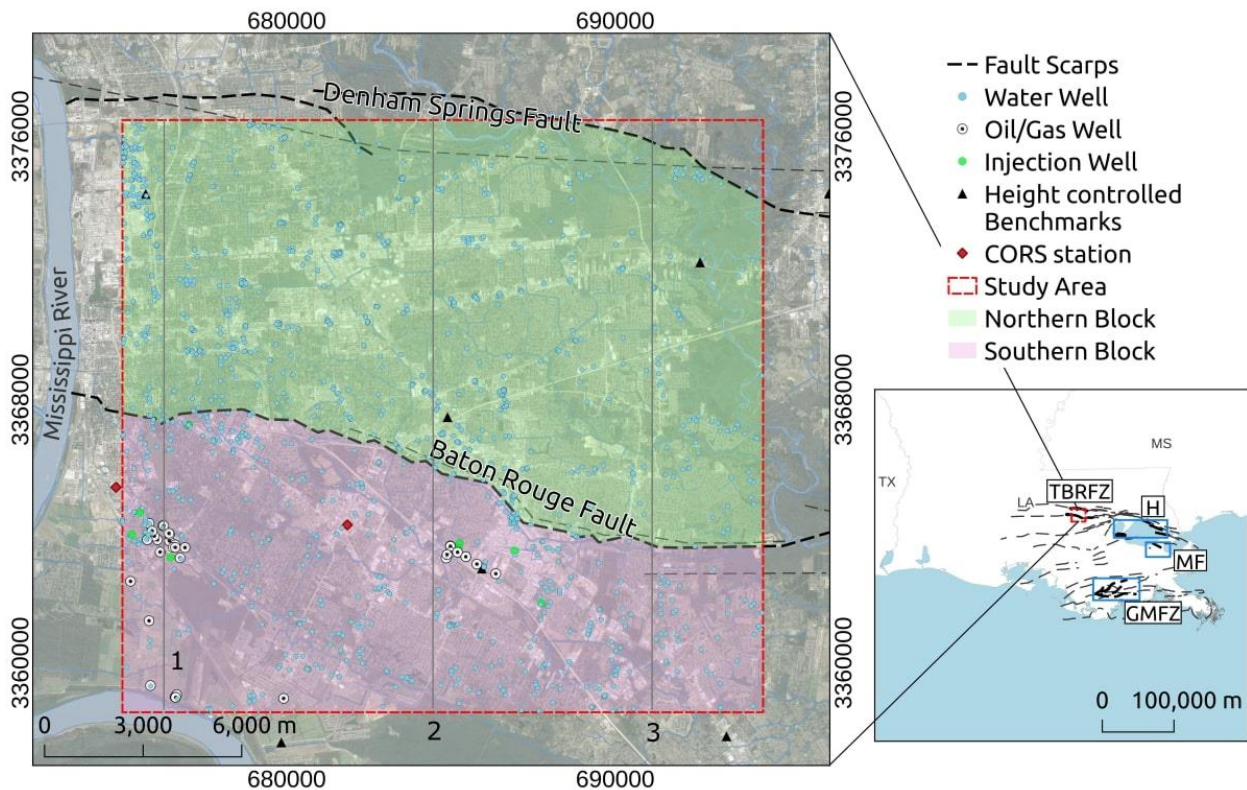 680000
690000
3376000
3376000
Denham Springs Fault
Mississippi River
3368000
3368000
Baton Rouge Fault
3360000
3360000
1
2
3
0
3,000
6,000 m
680000
690000
Fault Scarps
Water Well
Oil/Gas Well
Injection Well
Height controlled
Benchmarks
CORS station
Study Area
Northern Block
Southern Block
MS
TX
LA
TBRFZ
H
MF
GMFZ
0
100,000 m